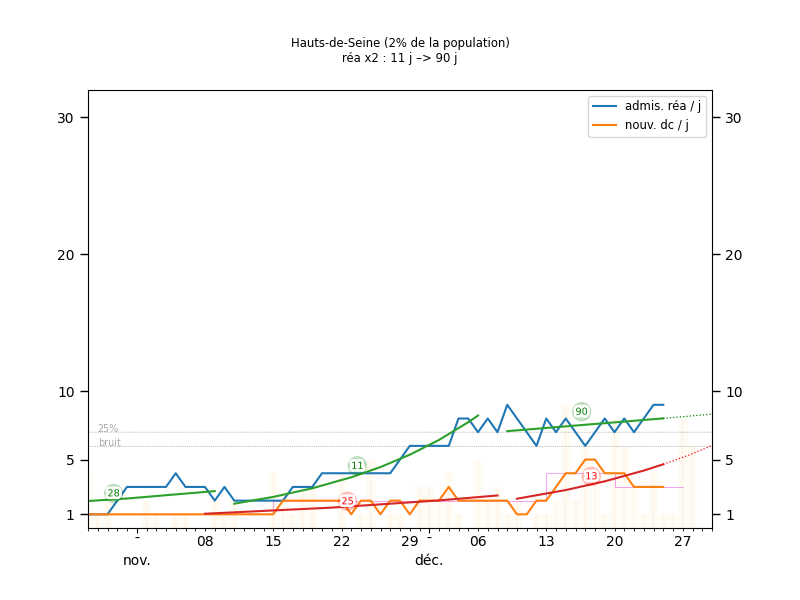 Hauts-de-Seine (2% de la population)
réa x2 : 11 j –> 90 j
admis. réa / j
nouv. dc / j
30
30
20
20
10
10
25%
bruit
5
5
1
1
28
11
25
90
13
- 08 15 22 29 - 06 13 20 27
nov. déc.